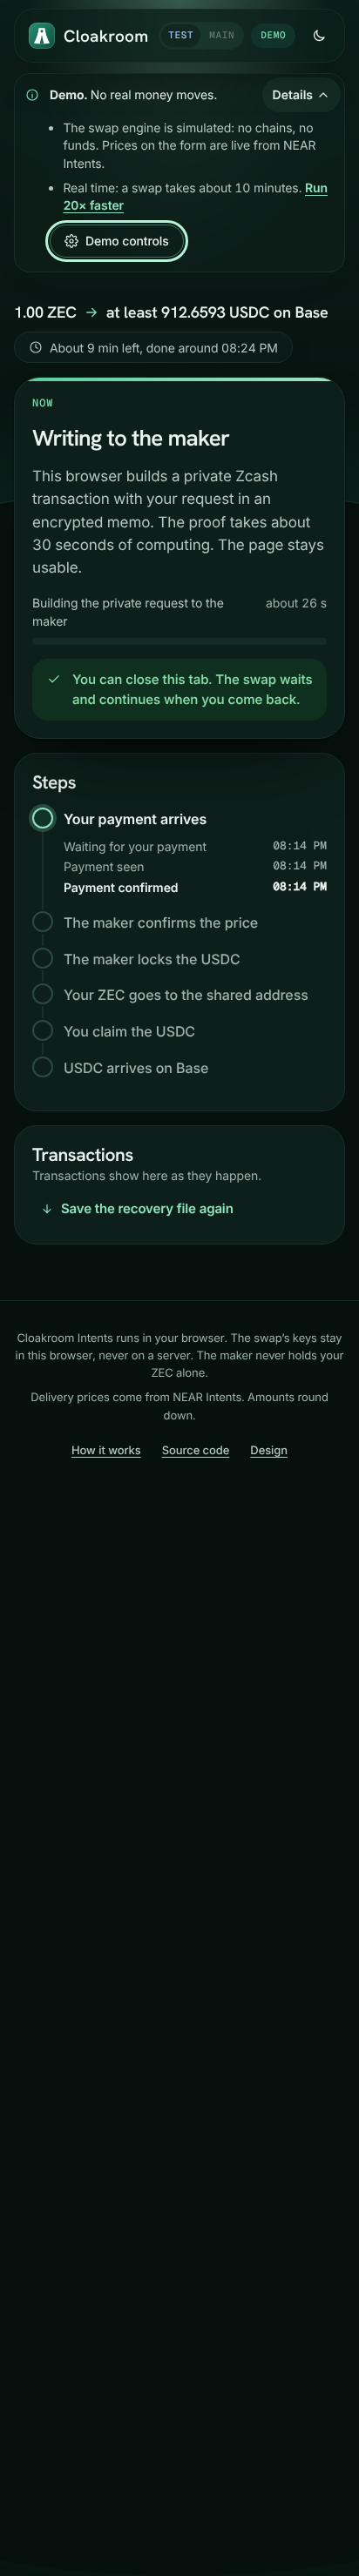 Cloakroom TEST MAIN DEMO
Demo. No real money moves. Details
• The swap engine is simulated: no chains, no
funds. Prices on the form are live from NEAR
Intents.
• Real time: a swap takes about 10 minutes. Run
20× faster
Demo controls
1.00 ZEC → at least 912.6593 USDC on Base
About 9 min left, done around 08:24 PM
NOW
Writing to the maker
This browser builds a private Zcash
transaction with your request in an
encrypted memo. The proof takes about
30 seconds of computing. The page stays
usable.
Building the private request to the about 26 s
maker
You can close this tab. The swap waits
and continues when you come back.
Steps
Your payment arrives
Waiting for your payment 08:14 PM
Payment seen 08:14 PM
Payment confirmed 08:14 PM
The maker confirms the price
The maker locks the USDC
Your ZEC goes to the shared address
You claim the USDC
USDC arrives on Base
Transactions
Transactions show here as they happen.
↓ Save the recovery file again
Cloakroom Intents runs in your browser. The swap’s keys stay
in this browser, never on a server. The maker never holds your
ZEC alone.
Delivery prices come from NEAR Intents. Amounts round
down.
How it works Source code Design